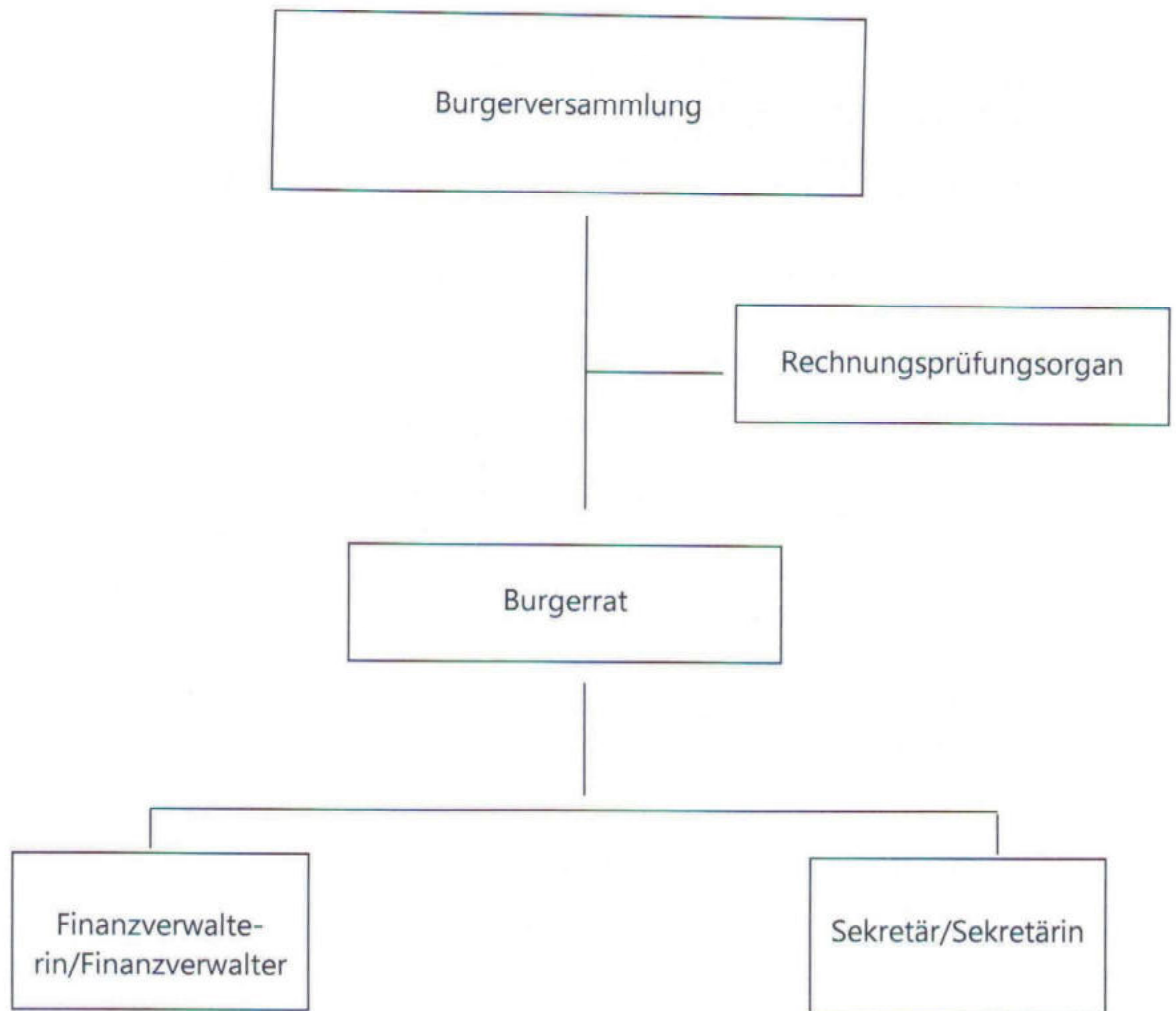 Burgerversammlung
Rechnungsprüfungsorgan
Burgerrat
Finanzverwalte-
rin/Finanzverwalter
Sekretär/Sekretärin